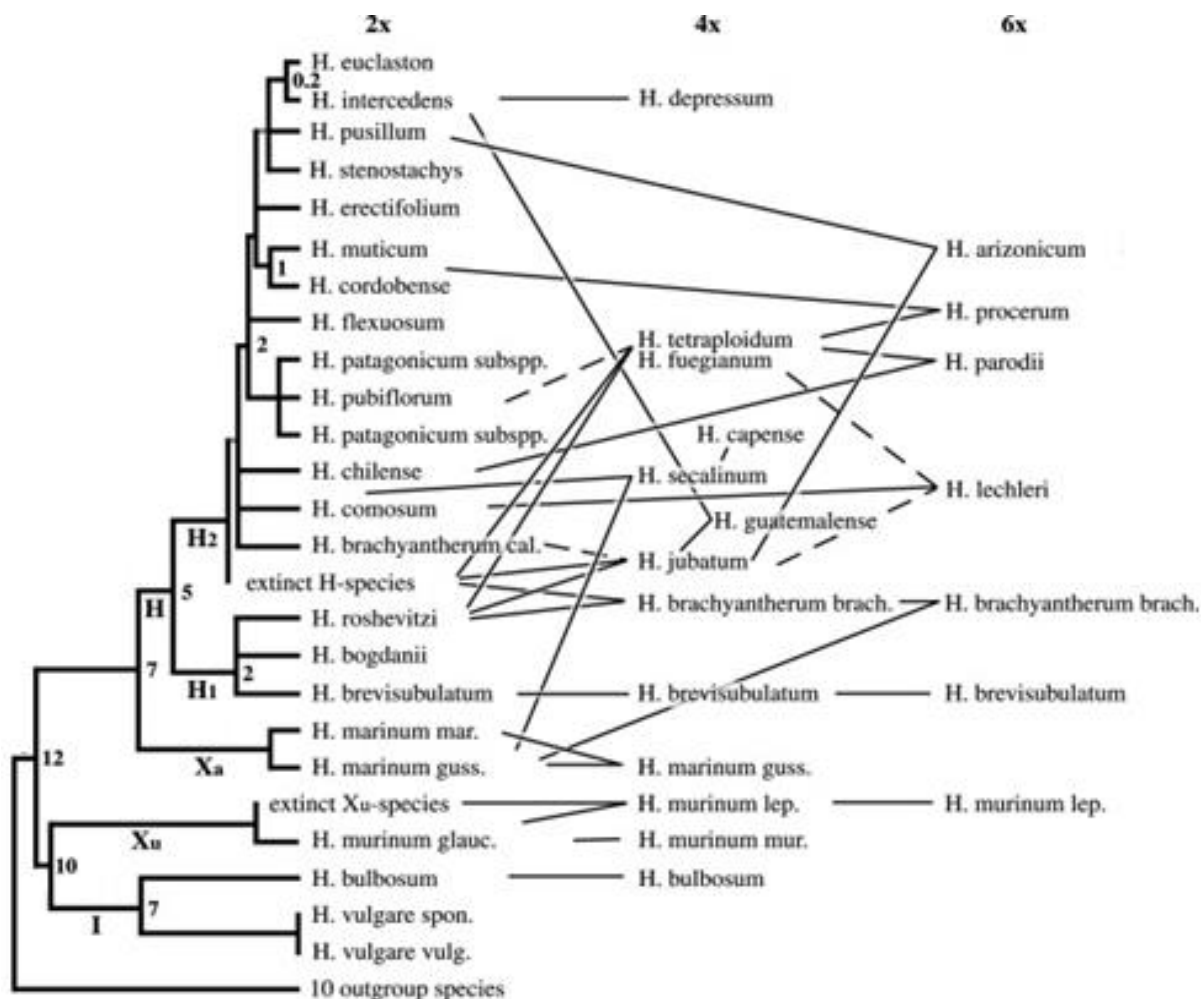 2x 4x 6x
H. euclaston
0.2
H. intercedens H. depressum
H. pusillum
H. stenostachys
H. erectifolium
H. muticum H. arizonicum
1
H. cordobense
H. procerum
H. flexuosum
H. tetraploidum
2
H. patagonicum subspp. H. fuegianum H. parodii
H. pubiflorum
H. patagonicum subspp. H. capense
H. chilense H. secalinum
H. lechleri
H. comosum
H. guatemalense
H2
H. brachyantherum cal. H. jubatum
extinct H-species
5
H
H. roshevitzi H. brachyantherum brach. H. brachyantherum brach.
H. bogdanii
7
2
H1
H. brevisubulatum H. brevisubulatum H. brevisubulatum
H. marinum mar.
12
Xa
H. marinum guss. H. marinum guss.
extinct Xu-species H. murinum lep. H. murinum lep.
Xu
H. murinum glauc. H. murinum mur.
10
H. bulbosum H. bulbosum
7
I
H. vulgare spon.
H. vulgare vulg.
10 outgroup species